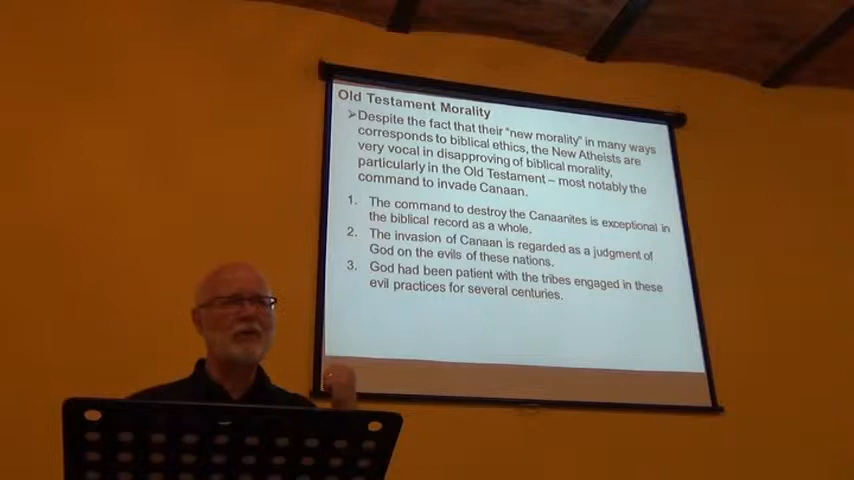 Old Testament Morality
➢Despite the fact that their "new morality" in many ways
corresponds to biblical ethics, the New Atheists are
very vocal in disapproving of biblical morality,
particularly in the Old Testament – most notably the
command to invade Canaan.
1. The command to destroy the Canaanites is exceptional in
the biblical record as a whole.
2. The invasion of Canaan is regarded as a judgment of
God on the evils of these nations.
3. God had been patient with the tribes engaged in these
evil practices for several centuries.